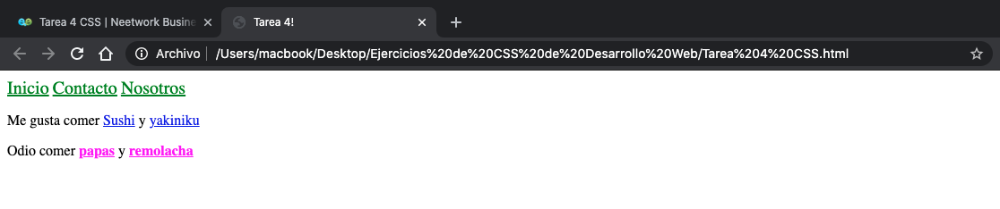 Tarea 4 CSS | Neetwork Busine
Tarea 4!
Archivo /Users/macbook/Desktop/Ejercicios%20de%20CSS%20de%20Desarrollo%20Web/Tarea%204%20CSS.html
Inicio Contacto Nosotros
Me gusta comer Sushi y yakiniku
Odio comer papas y remolacha